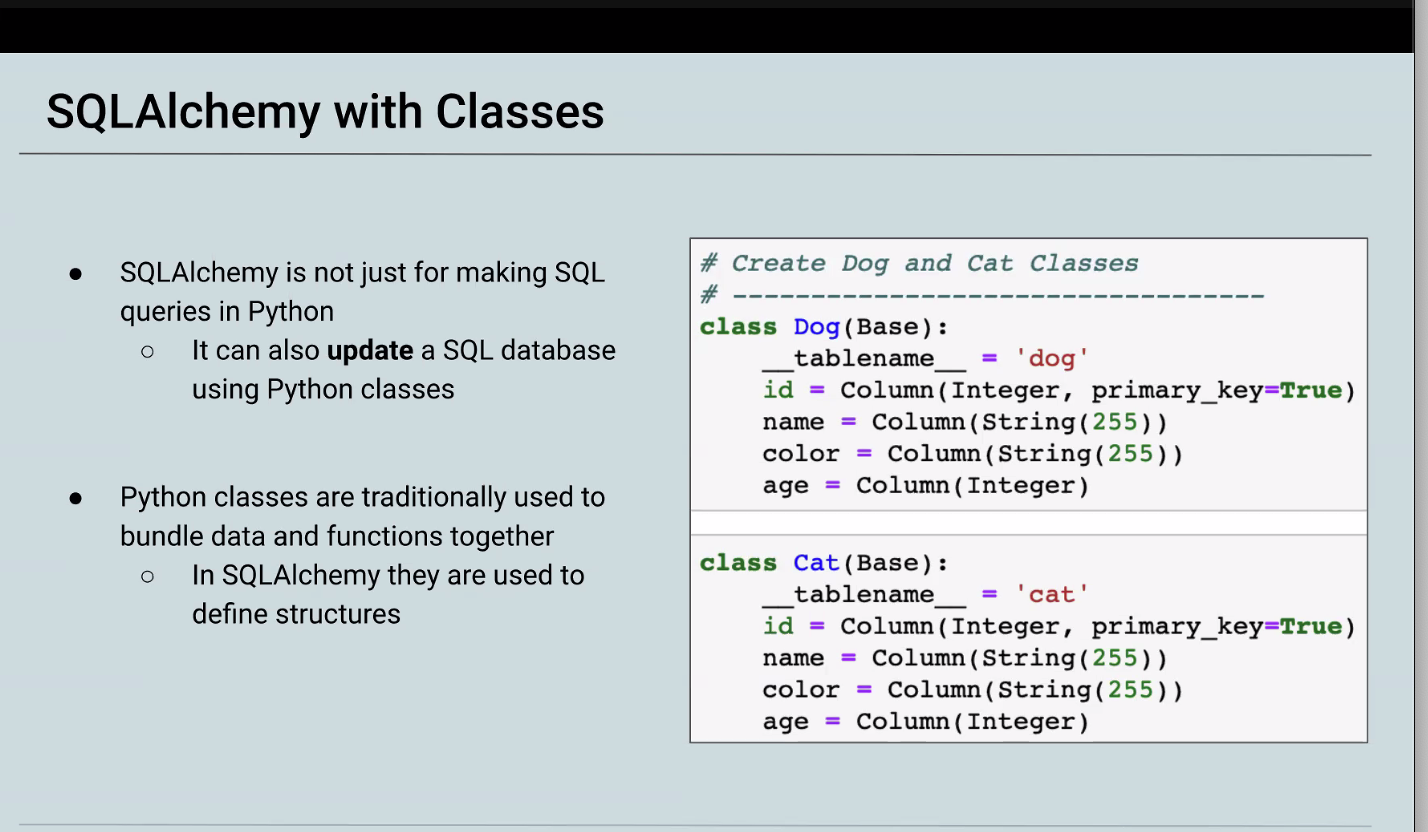 SQLAlchemy with Classes
● SQLAlchemy is not just for making SQL
queries in Python
○ It can also update a SQL database
using Python classes
● Python classes are traditionally used to
bundle data and functions together
○ In SQLAlchemy they are used to
define structures
# Create Dog and Cat Classes
# ----------------------------------
class Dog(Base):
    __tablename__ = 'dog'
    id = Column(Integer, primary_key=True)
    name = Column(String(255))
    color = Column(String(255))
    age = Column(Integer)
class Cat(Base):
    __tablename__ = 'cat'
    id = Column(Integer, primary_key=True)
    name = Column(String(255))
    color = Column(String(255))
    age = Column(Integer)